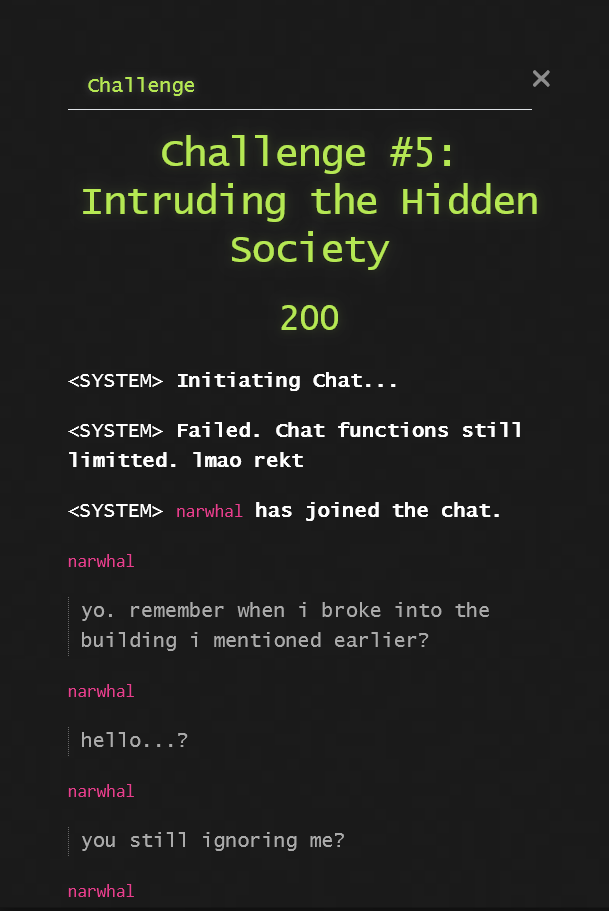 Challenge
×
Challenge #5:
Intruding the Hidden
Society
200
<SYSTEM> Initiating Chat...
<SYSTEM> Failed. Chat functions still
limitted. lmao rekt
<SYSTEM> narwhal has joined the chat.
narwhal
yo. remember when i broke into the
building i mentioned earlier?
narwhal
hello...?
narwhal
you still ignoring me?
narwhal